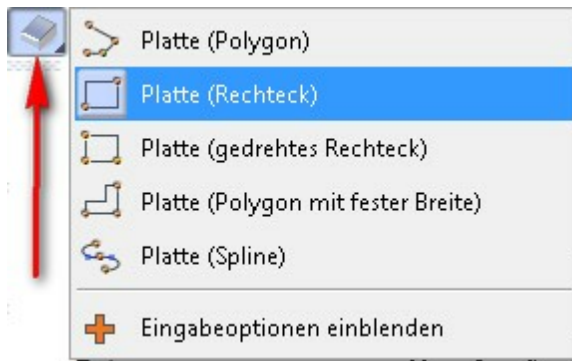 Platte (Polygon)
Platte (Rechteck)
Platte (gedrehtes Rechteck)
Platte (Polygon mit fester Breite)
Platte (Spline)
Eingabeoptionen einblenden